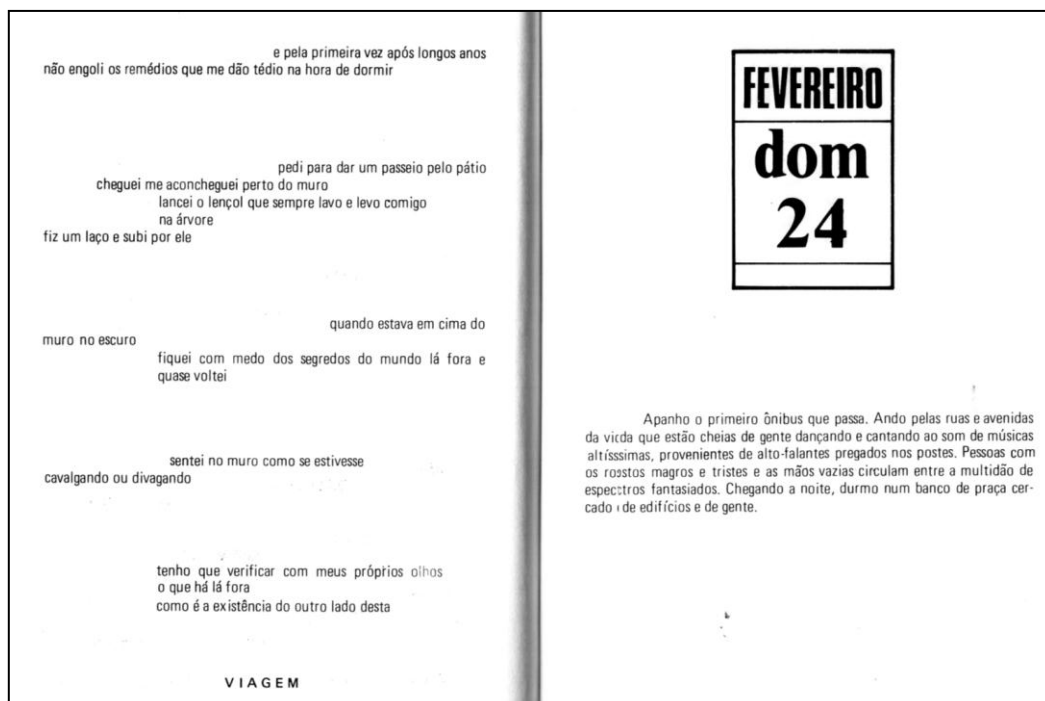 e pela primeira vez após longos anos
não engoli os remédios que me dão tédio na hora de dormir
pedi para dar um passeio pelo pátio
cheguei me aconcheguei perto do muro
lancei o lençol que sempre lavo e levo comigo
na árvore
fiz um laço e subi por ele
quando estava em cima do
muro no escuro
fiquei com medo dos segredos do mundo lá fora e
quase voltei
sentei no muro como se estivesse
cavalgando ou divagando
tenho que verificar com meus próprios olhos
o que há lá fora
como é a existência do outro lado desta
VIAGEM
FEVEREIRO
dom
24
Apanho o primeiro ônibus que passa. Ando pelas ruas e avenidas
da vida que estão cheias de gente dançando e cantando ao som de músicas
altíssimas, provenientes de alto-falantes pregados nos postes. Pessoas com
os rostos magros e tristes e as mãos vazias circulam entre a multidão de
espectros fantasiados. Chegando a noite, durmo num banco de praça cer-
cado de edifícios e de gente.